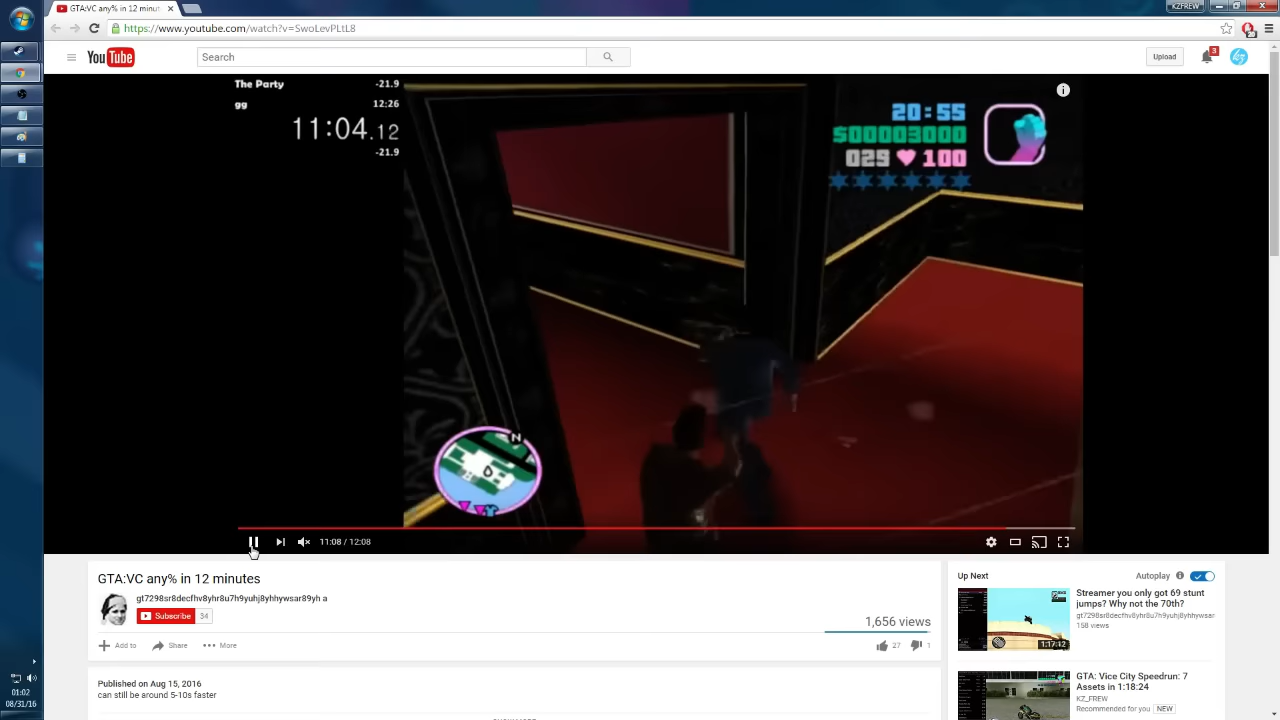 GTA:VC any% in 12 minut
KZFREW
https://www.youtube.com/watch?v=SwoLevPLtL8
YouTube
Search
Upload
3
kz
The Party -21.9
gg 12:26
11:04.12
-21.9
20:55
$00003000
029 100
N
11:08 / 12:08
GTA:VC any% in 12 minutes
gt7298sr8decfhv8yhr8u7h9yuhj8yhhywsar89yh a
Subscribe 34
1,656 views
Add to Share More
27 1
Published on Aug 15, 2016
can still be around 5-10s faster
Up Next
Autoplay
Streamer you only got 69 stunt
jumps? Why not the 70th?
gt7298sr8decfhv8yhr8u7h9yuhj8yhhywsar
158 views
1:17:12
GTA: Vice City Speedrun: 7
Assets in 1:18:24
KZ_FREW
Recommended for you NEW
01:02
08/31/16